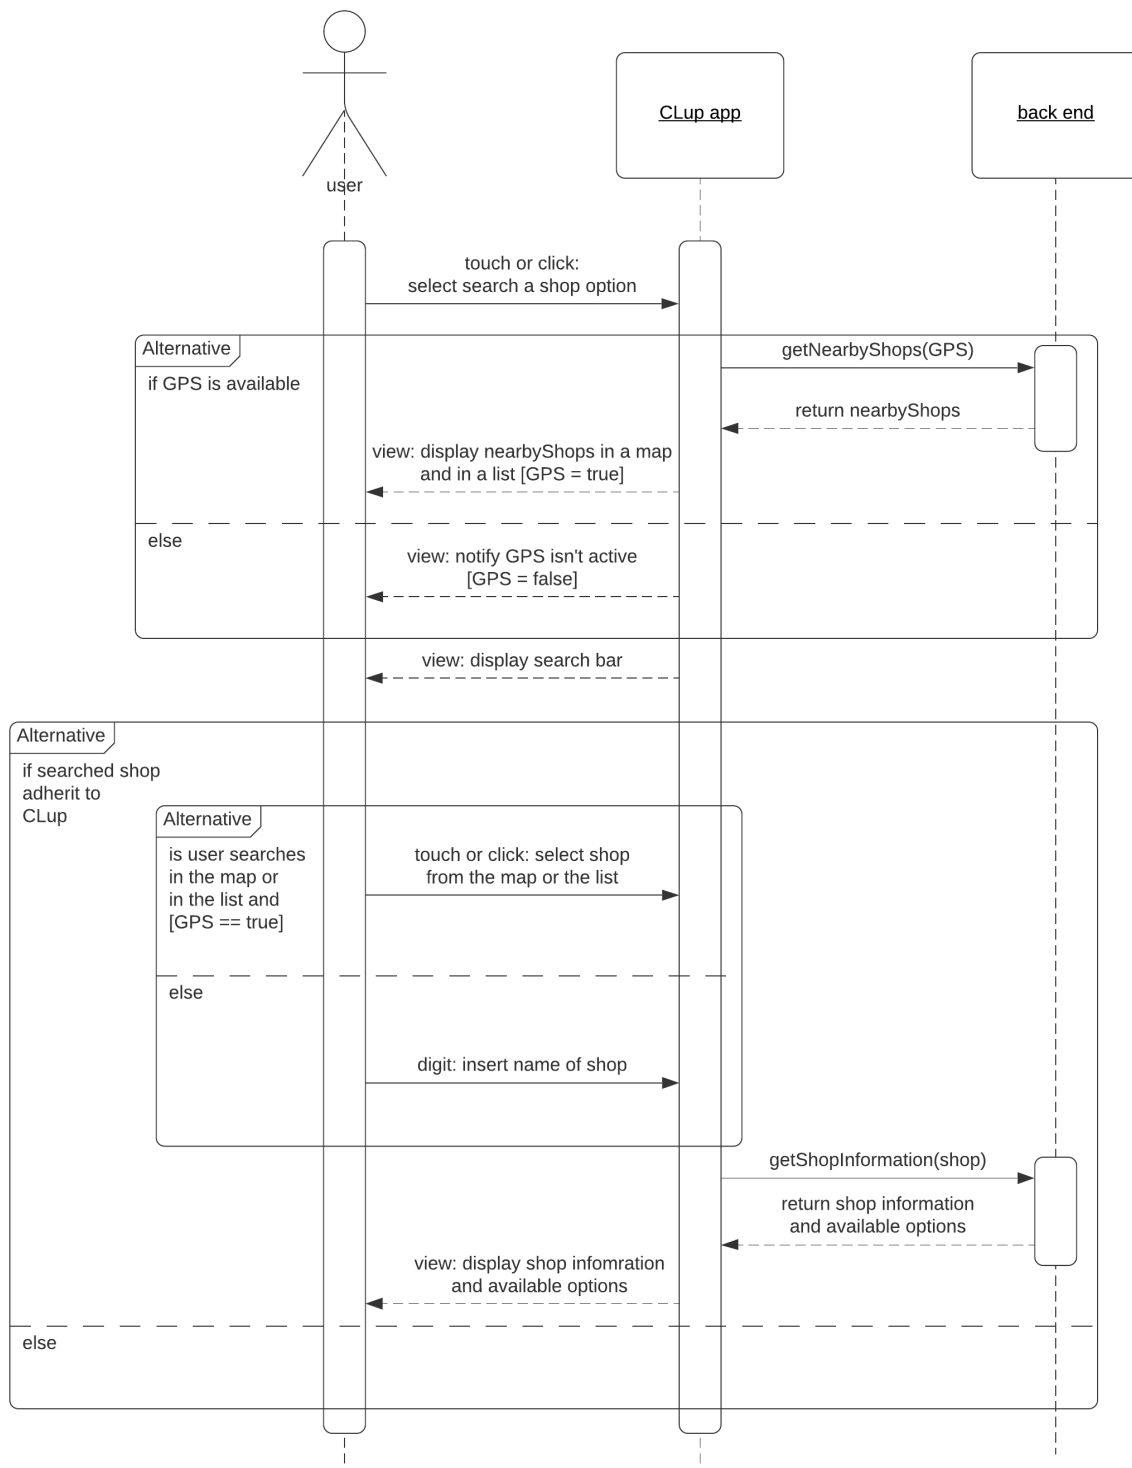 CLup app
back end
user
touch or click:
select search a shop option
Alternative
getNearbyShops(GPS)
if GPS is available
return nearbyShops
view: display nearbyShops in a map
and in a list [GPS = true]
else
view: notify GPS isn't active
[GPS = false]
view: display search bar
Alternative
if searched shop
adherit to
CLup
Alternative
is user searches
in the map or
in the list and
[GPS == true]
touch or click: select shop
from the map or the list
else
digit: insert name of shop
getShopInformation(shop)
return shop information
and available options
view: display shop infomration
and available options
else